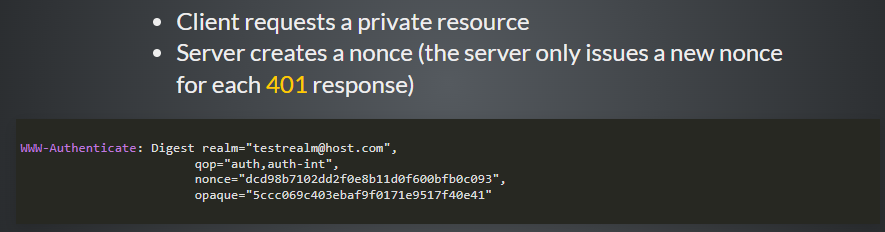 • Client requests a private resource
• Server creates a nonce (the server only issues a new nonce
for each 401 response)
WWW-Authenticate: Digest realm="testrealm@host.com",
qop="auth,auth-int",
nonce="dcd98b7102dd2f0e8b11d0f600bfb0c093",
opaque="5ccc069c403ebaf9f0171e9517f40e41"